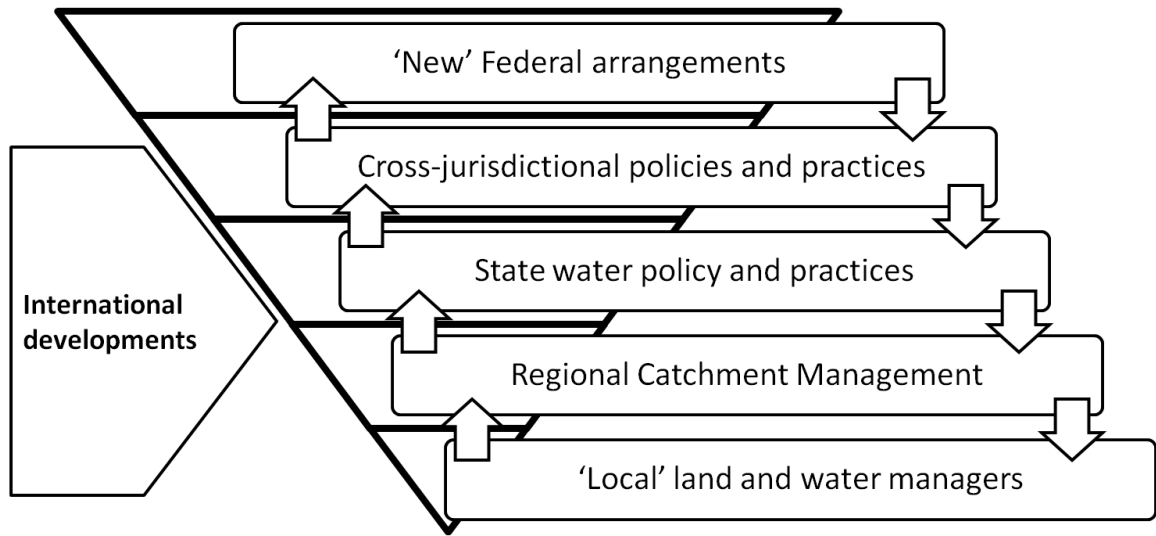 ‘New’ Federal arrangements
Cross-jurisdictional policies and practices
State water policy and practices
International
developments
Regional Catchment Management
‘Local’ land and water managers